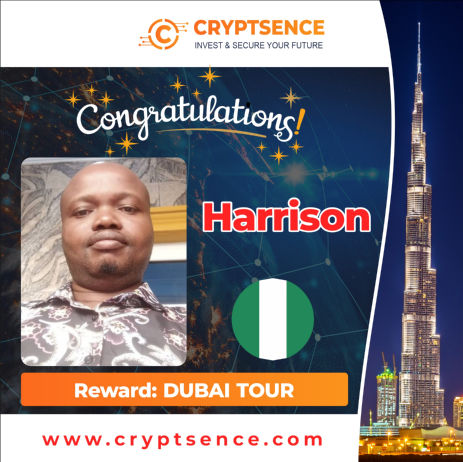 CRYPTSENCE
INVEST & SECURE YOUR FUTURE
Congratulations!
Harrison
Reward: DUBAI TOUR
www.cryptsence.com